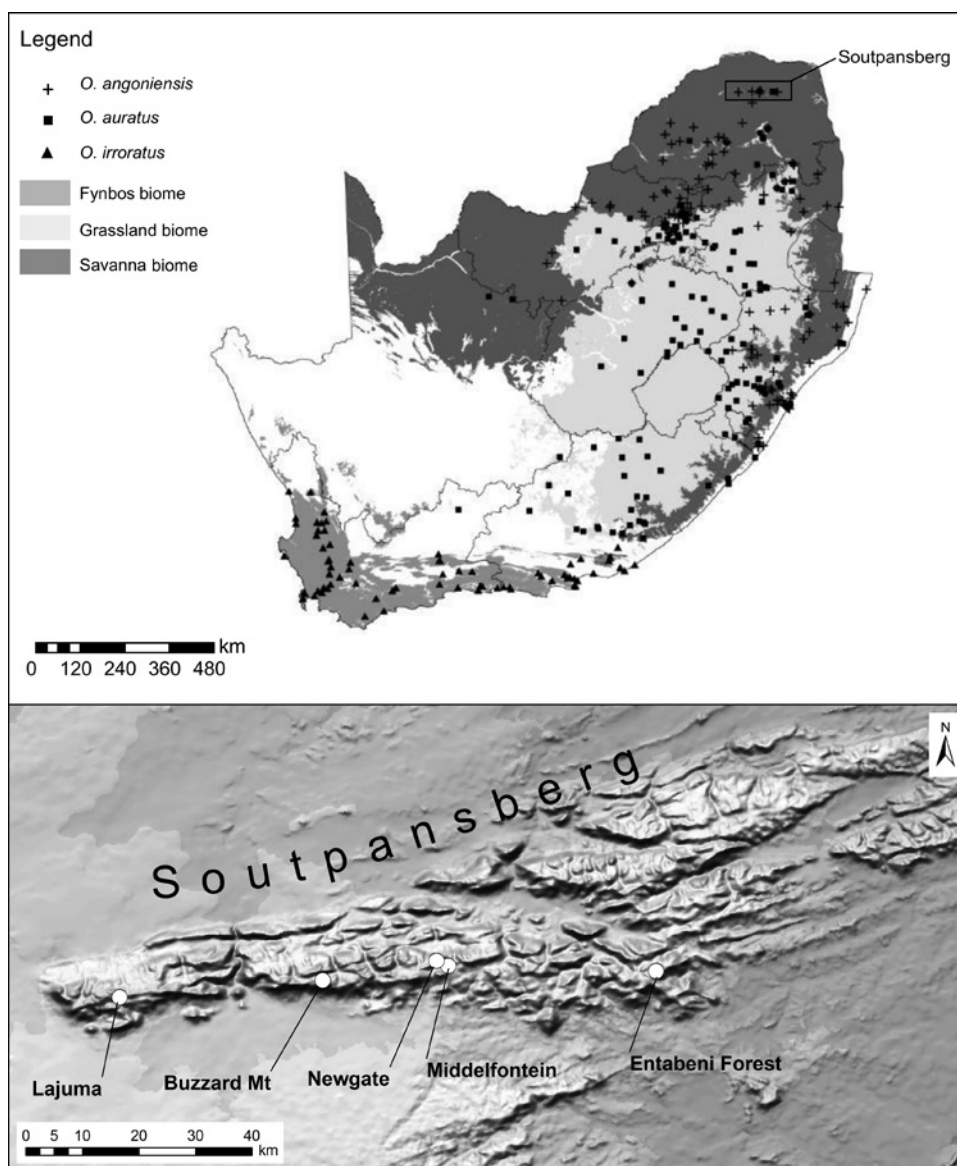 Legend
O. angoniensis
O. auratus
O. irroratus
Fynbos biome
Grassland biome
Savanna biome
Soutpansberg
km
0 120 240 360 480
N
Soutpansberg
Lajuma
Buzzard Mt
Newgate
Middelfontein
Entabeni Forest
0 5 10 20 30 40
km